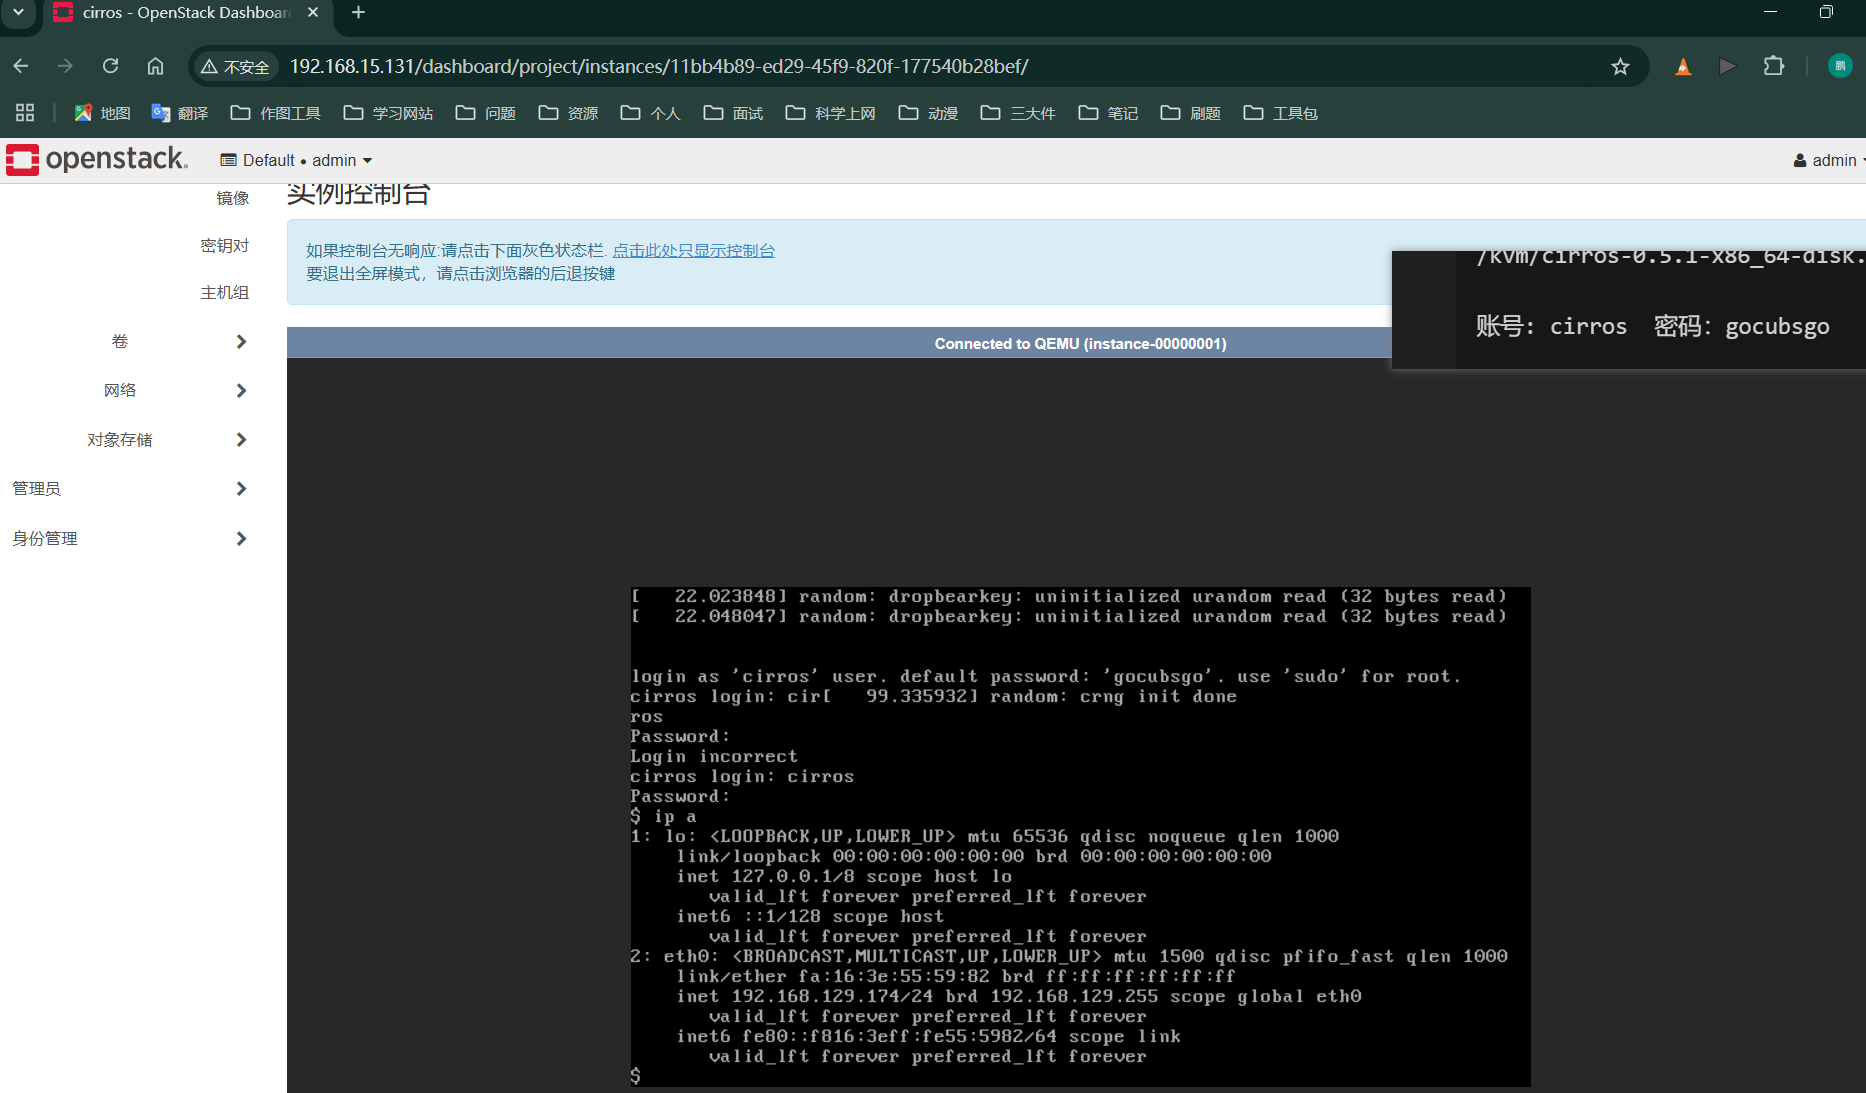 cirros - OpenStack Dashboar
不安全 192.168.15.131/dashboard/project/instances/11bb4b89-ed29-45f9-820f-177540b28bef/
鹏
地图 翻译 作图工具 学习网站 问题 资源 个人 面试 科学上网 动漫 三大件 笔记 刷题 工具包
openstack. Default • admin admin
镜像
密钥对
主机组
卷
网络
对象存储
管理员
身份管理
实例控制台
如果控制台无响应:请点击下面灰色状态栏. 点击此处只显示控制台
要退出全屏模式，请点击浏览器的后退按键
/kvm/cirros-0.5.1-x86_64-disk.
账号: cirros 密码: gocubsgo
Connected to QEMU (instance-00000001)
[   22.023848] random: dropbearkey: uninitialized urandom read (32 bytes read)
[   22.048047] random: dropbearkey: uninitialized urandom read (32 bytes read)
login as 'cirros' user. default password: 'gocubsgo'. use 'sudo' for root.
cirros login: cir[   99.335932] random: crng init done
ros
Password:
Login incorrect
cirros login: cirros
Password:
$ ip a
1: lo: <LOOPBACK,UP,LOWER_UP> mtu 65536 qdisc noqueue qlen 1000
link/loopback 00:00:00:00:00:00 brd 00:00:00:00:00:00
inet 127.0.0.1/8 scope host lo
valid_lft forever preferred_lft forever
inet6 ::1/128 scope host
valid_lft forever preferred_lft forever
2: eth0: <BROADCAST,MULTICAST,UP,LOWER_UP> mtu 1500 qdisc pfifo_fast qlen 1000
link/ether fa:16:3e:55:59:82 brd ff:ff:ff:ff:ff:ff
inet 192.168.129.174/24 brd 192.168.129.255 scope global eth0
valid_lft forever preferred_lft forever
inet6 fe80::f816:3eff:fe55:5982/64 scope link
valid_lft forever preferred_lft forever
$